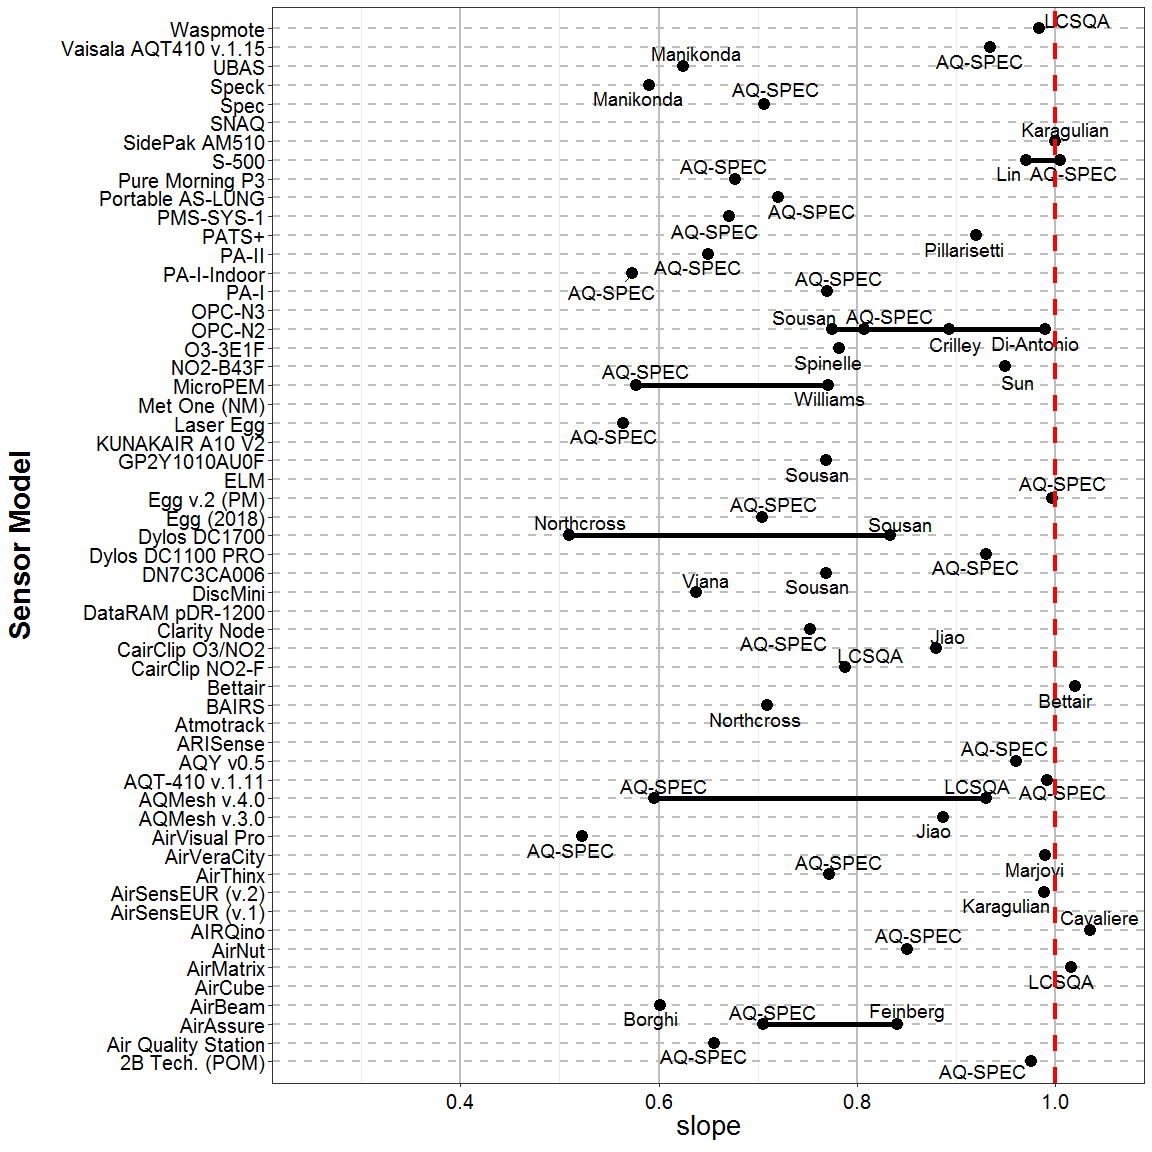 Waspmote
LCSQA
Vaisala AQT410 v.1.15
AQ-SPEC
UBAS
Manikonda
Speck
Manikonda
Spec
AQ-SPEC
SNAQ
SidePak AM510
Karagulian
S-500
Lin
AQ-SPEC
Pure Morning P3
AQ-SPEC
Portable AS-LUNG
AQ-SPEC
PMS-SYS-1
AQ-SPEC
PATS+
Pillarisetti
PA-II
AQ-SPEC
PA-I-Indoor
AQ-SPEC
PA-I
AQ-SPEC
OPC-N3
OPC-N2
Sousan
AQ-SPEC
Crilley
Di-Antonio
O3-3E1F
Spinelle
NO2-B43F
Sun
MicroPEM
AQ-SPEC
Williams
Met One (NM)
Laser Egg
AQ-SPEC
KUNAKAIR A10 V2
GP2Y1010AU0F
Sousan
ELM
Egg v.2 (PM)
AQ-SPEC
Egg (2018)
AQ-SPEC
Dylos DC1700
Northcross
Sousan
Dylos DC1100 PRO
AQ-SPEC
DN7C3CA006
Sousan
DiscMini
Viana
DataRAM pDR-1200
Clarity Node
AQ-SPEC
CairClip O3/NO2
Jiao
CairClip NO2-F
LCSQA
Bettair
Bettair
BAIRS
Northcross
Atmotrack
ARISense
AQY v0.5
AQ-SPEC
AQT-410 v.1.11
AQ-SPEC
AQMesh v.4.0
AQ-SPEC
LCSQA
AQMesh v.3.0
Jiao
AirVisual Pro
AQ-SPEC
AirVeraCity
Marjovi
AirThinx
AQ-SPEC
AirSensEUR (v.2)
Karagulian
AirSensEUR (v.1)
AIRQino
Cavaliere
AirNut
AQ-SPEC
AirMatrix
LCSQA
AirCube
AirBeam
Borghi
AirAssure
AQ-SPEC
Feinberg
Air Quality Station
AQ-SPEC
2B Tech. (POM)
AQ-SPEC
Sensor Model
0.4
0.6
0.8
1.0
slope